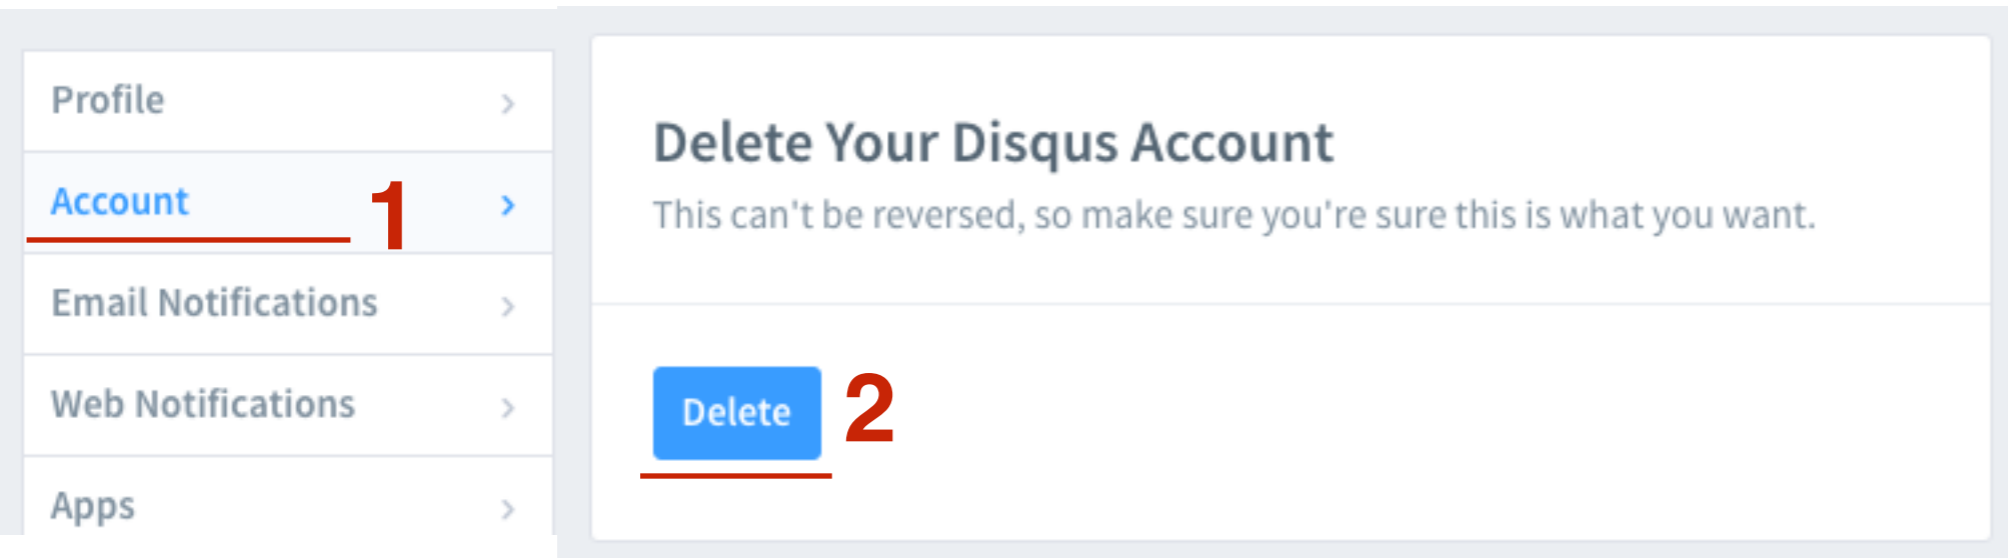 Profile
Account
1
Email Notifications
Web Notifications
Apps
Delete Your Disqus Account
This can't be reversed, so make sure you're sure this is what you want.
Delete
2